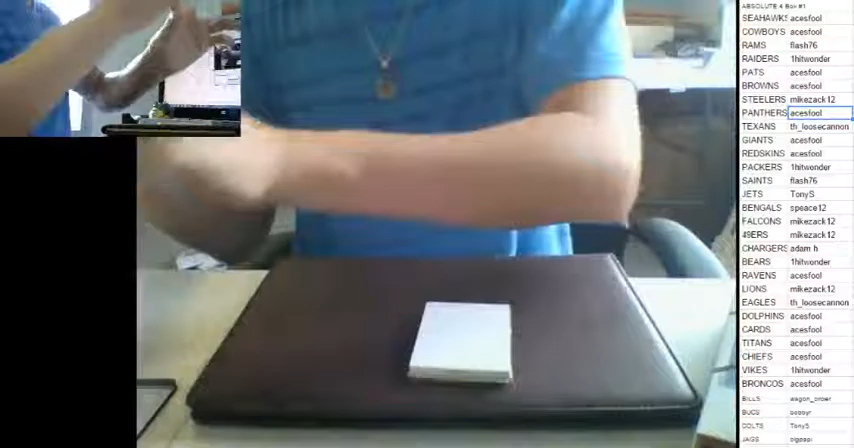 ABSOLUTE 4 Box #1
SEAHAWKS acesfool
COWBOYS acesfool
RAMS flash76
RAIDERS 1hitwonder
PATS acesfool
BROWNS acesfool
STEELERS mikezack12
PANTHERS acesfool
TEXANS th_loosecannon
GIANTS acesfool
REDSKINS acesfool
PACKERS 1hitwonder
SAINTS flash76
JETS TonyS
BENGALS speace12
FALCONS mikezack12
49ERS mikezack12
CHARGERS adam h
BEARS 1hitwonder
RAVENS acesfool
LIONS mikezack12
EAGLES th_loosecannon
DOLPHINS acesfool
CARDS acesfool
TITANS acesfool
CHIEFS acesfool
VIKES 1hitwonder
BRONCOS acesfool
BILLS
BUCS
COLTS TonyS
JAGS